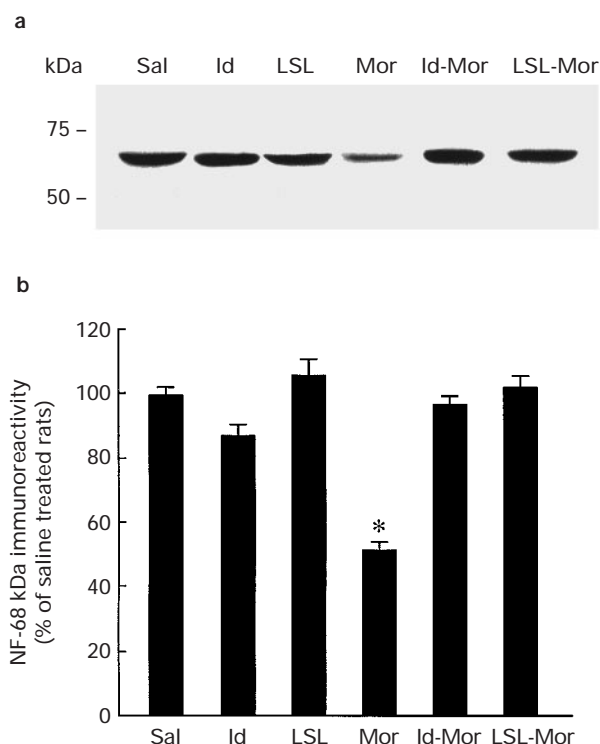 a
kDa Sal Id LSL Mor Id-Mor LSL-Mor
75 –
50 –
b
NF-68 kDa immunoreactivity
(% of saline treated rats)
120
100
80
60
40
20
0
*
Sal Id LSL Mor Id-Mor LSL-Mor